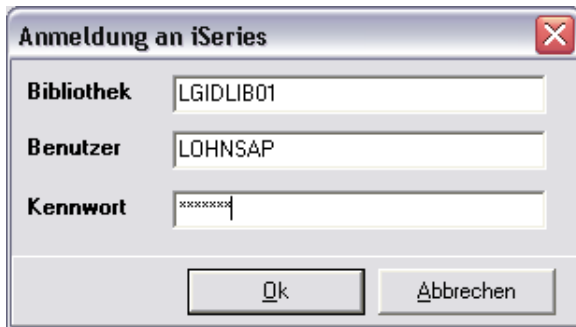 Anmeldung an iSeries
Bibliothek LGIDLIB01
Benutzer LOHNSAP
Kennwort *******
Ok Abbrechen